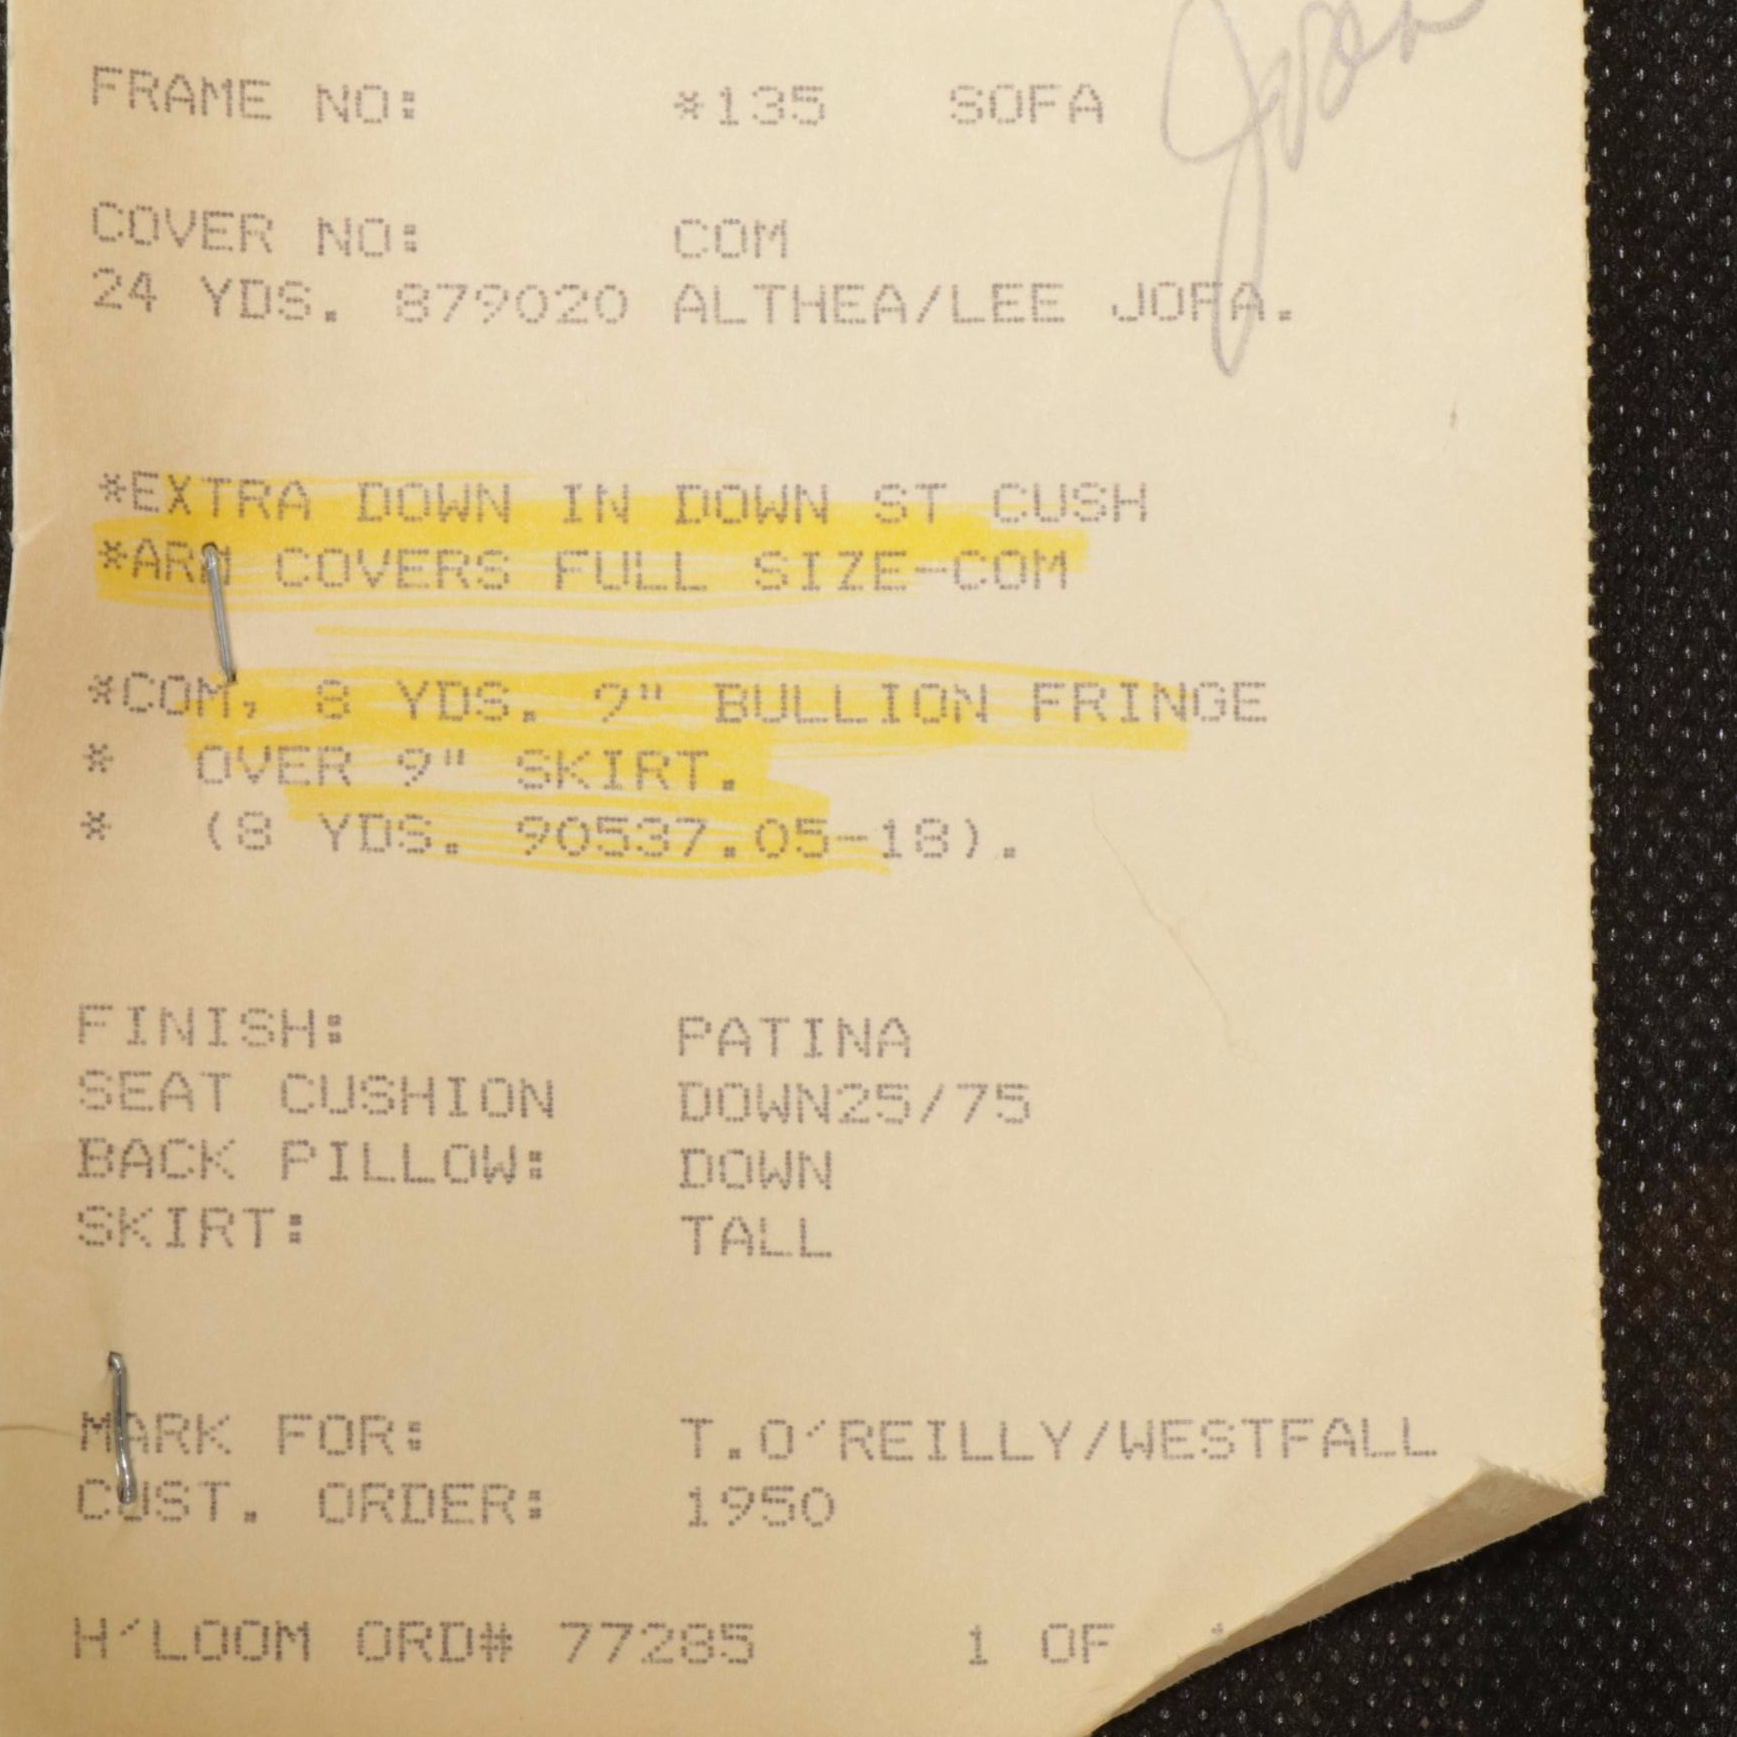 FRAME NO: *135 SOFA
COVER NO: COM
24 YDS. 879020 ALTHEA/LEE JOFA.
*EXTRA DOWN IN DOWN ST CUSH
*ARM COVERS FULL SIZE-COM
*COM, 8 YDS. 9" BULLION FRINGE
* OVER 9" SKIRT.
* (8 YDS. 90537.05-18).
FINISH: PATINA
SEAT CUSHION DOWN25/75
BACK PILLOW: DOWN
SKIRT: TALL
MARK FOR: T.O'REILLY/WESTFALL
CUST. ORDER: 1950
H'LOOM ORD# 77285 1 OF